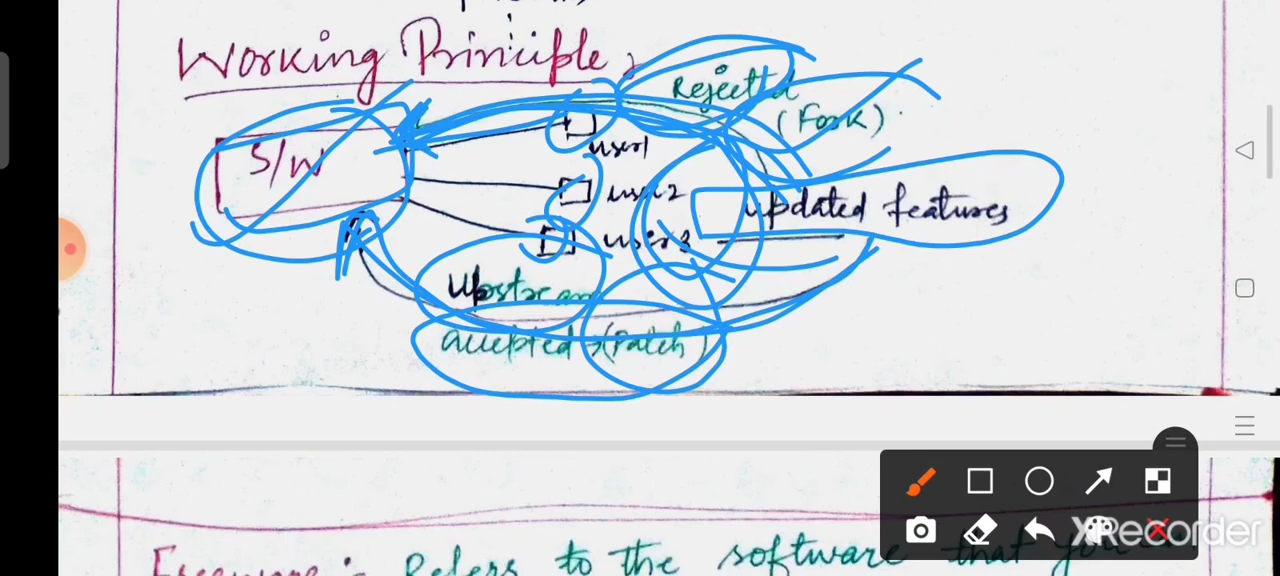 Working Principle :
Rejected
(Fork).
S/W
user1
user2
updated features
user3
Upstream
accepted →(Patch)
Freeware :- Refers to the software that you
XRecorder